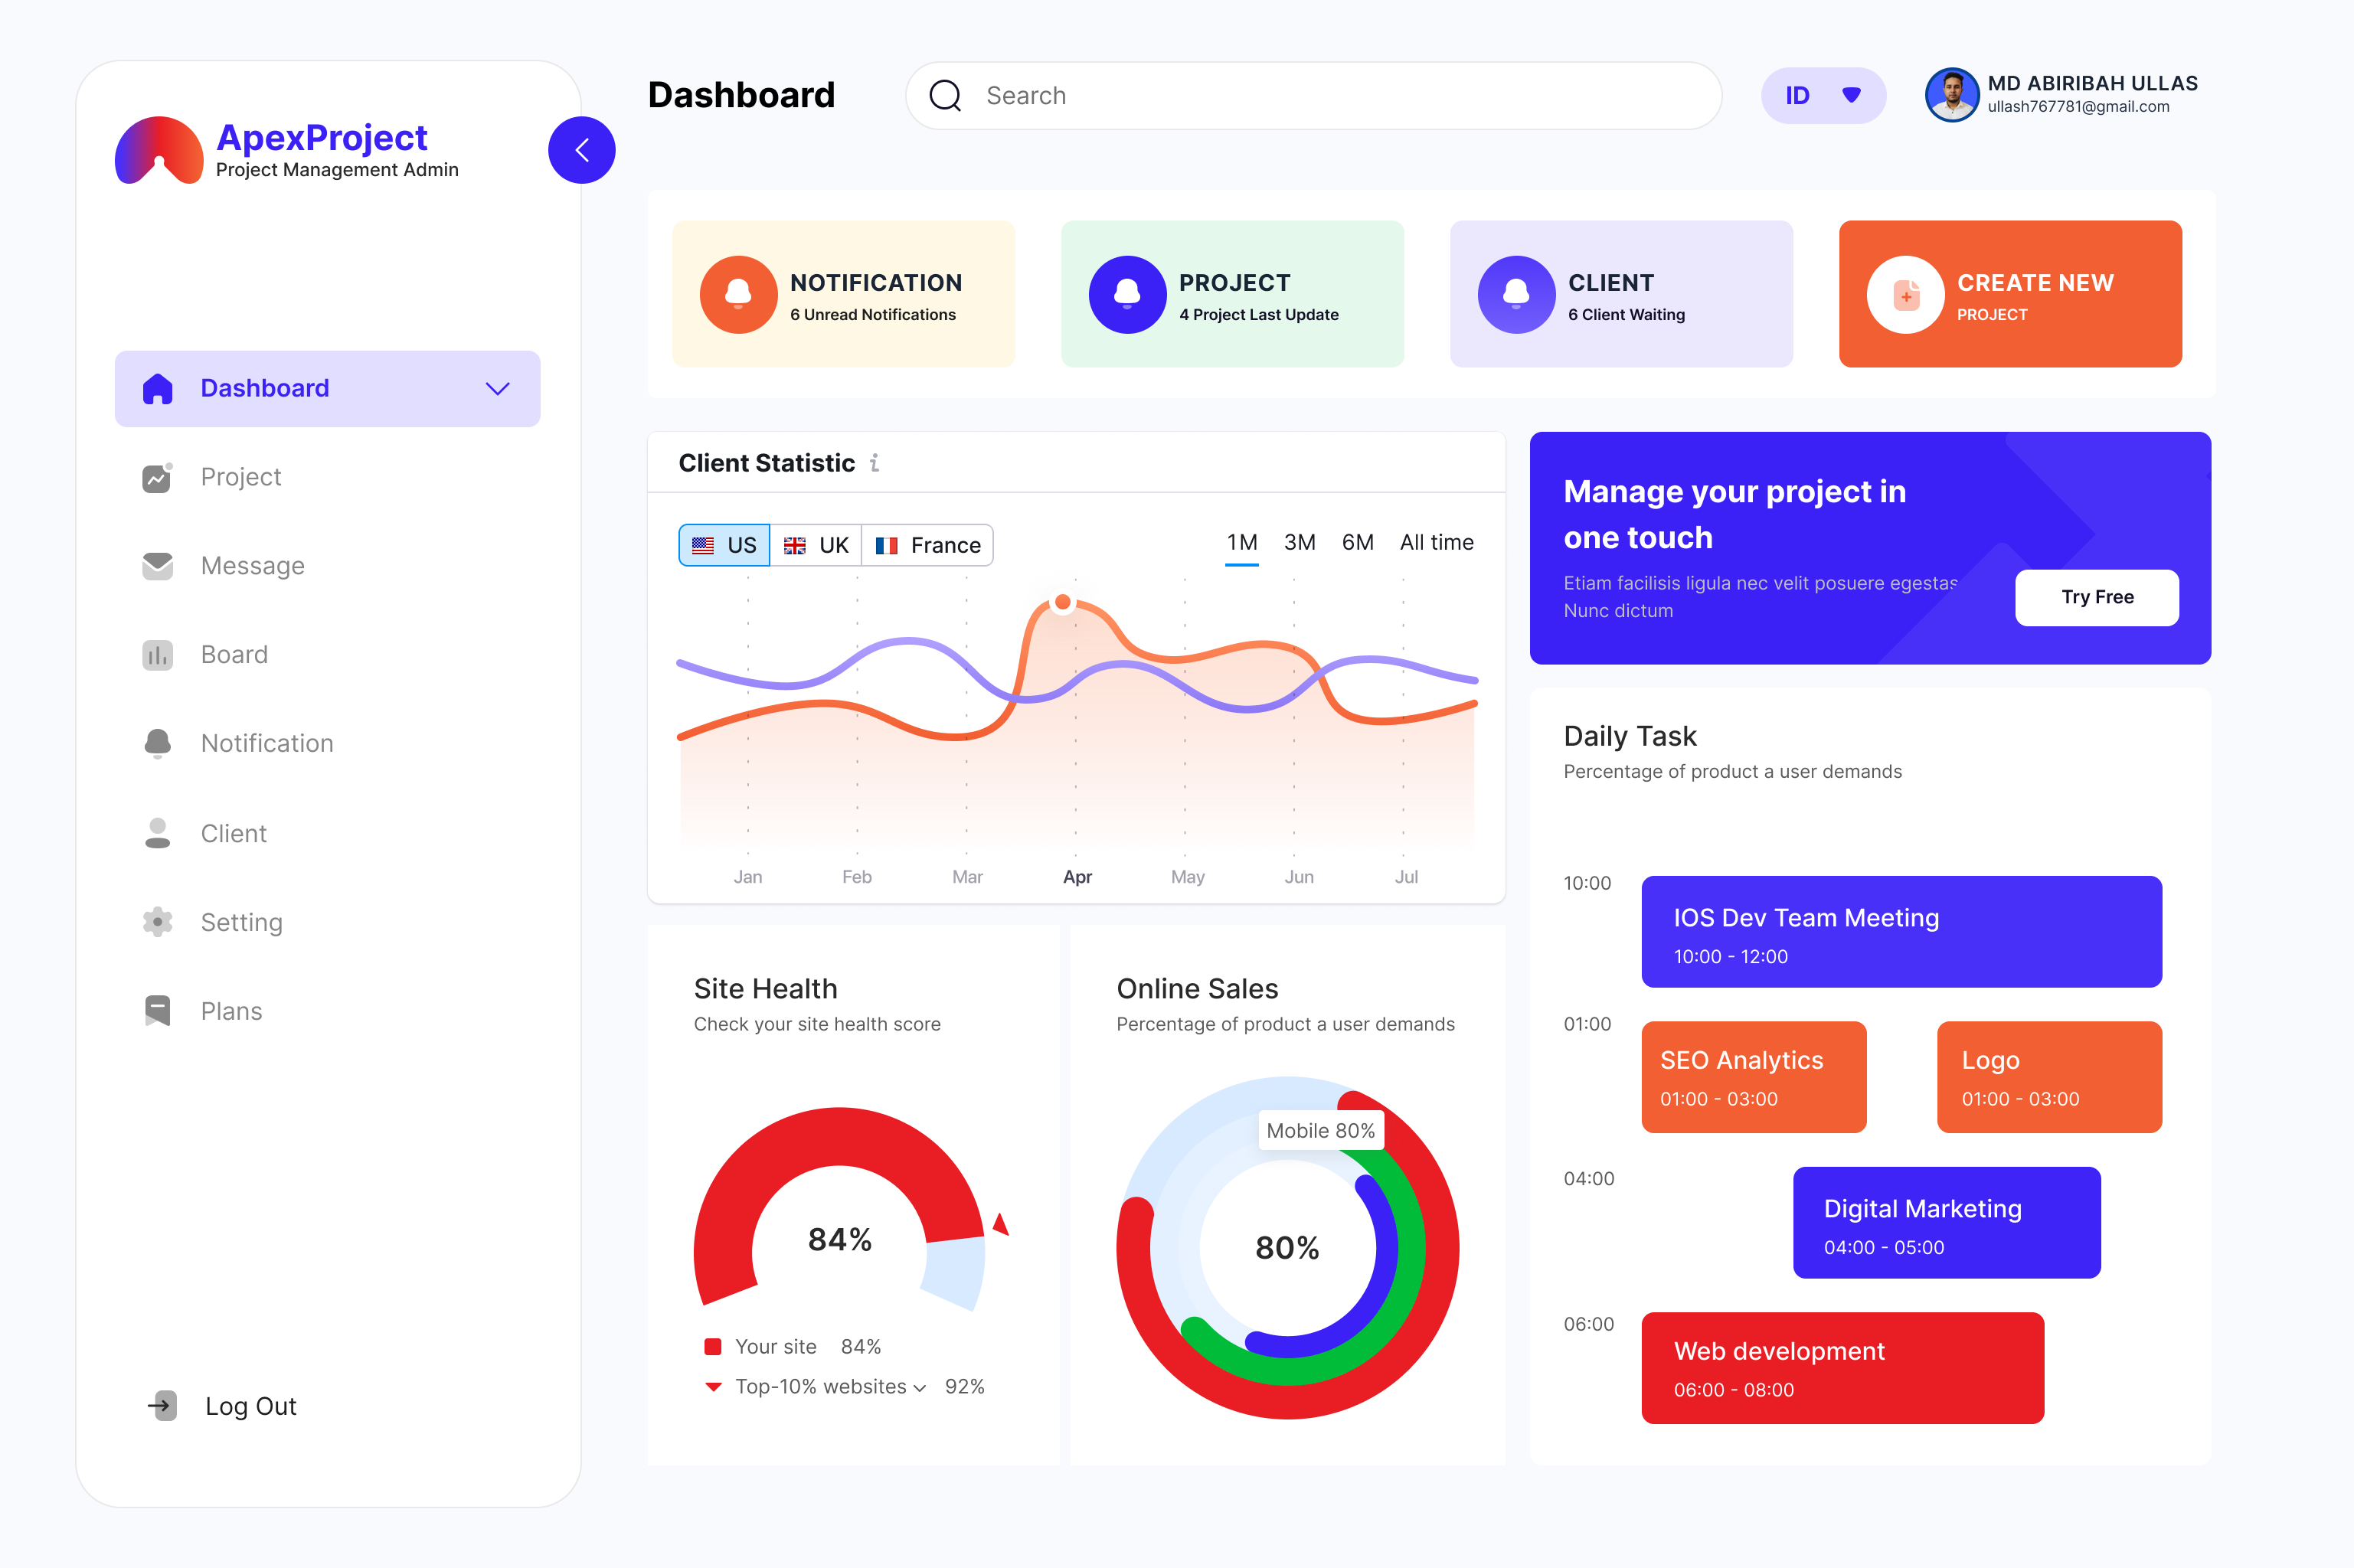 ApexProject
Project Management Admin
Dashboard
Project
Message
Board
Notification
Client
Setting
Plans
Log Out
Dashboard
Search
ID
MD ABIRIBAH ULLAS
ullash767781@gmail.com
NOTIFICATION
6 Unread Notifications
PROJECT
4 Project Last Update
CLIENT
6 Client Waiting
CREATE NEW
PROJECT
Client Statistic i
US UK France
1M 3M 6M All time
Jan Feb Mar Apr May Jun Jul
Manage your project in
one touch
Etiam facilisis ligula nec velit posuere egestas
Nunc dictum
Try Free
Site Health
Check your site health score
84%
Your site 84%
Top-10% websites 92%
Online Sales
Percentage of product a user demands
Mobile 80%
80%
Daily Task
Percentage of product a user demands
10:00
IOS Dev Team Meeting
10:00 - 12:00
01:00
SEO Analytics
01:00 - 03:00
Logo
01:00 - 03:00
04:00
Digital Marketing
04:00 - 05:00
06:00
Web development
06:00 - 08:00